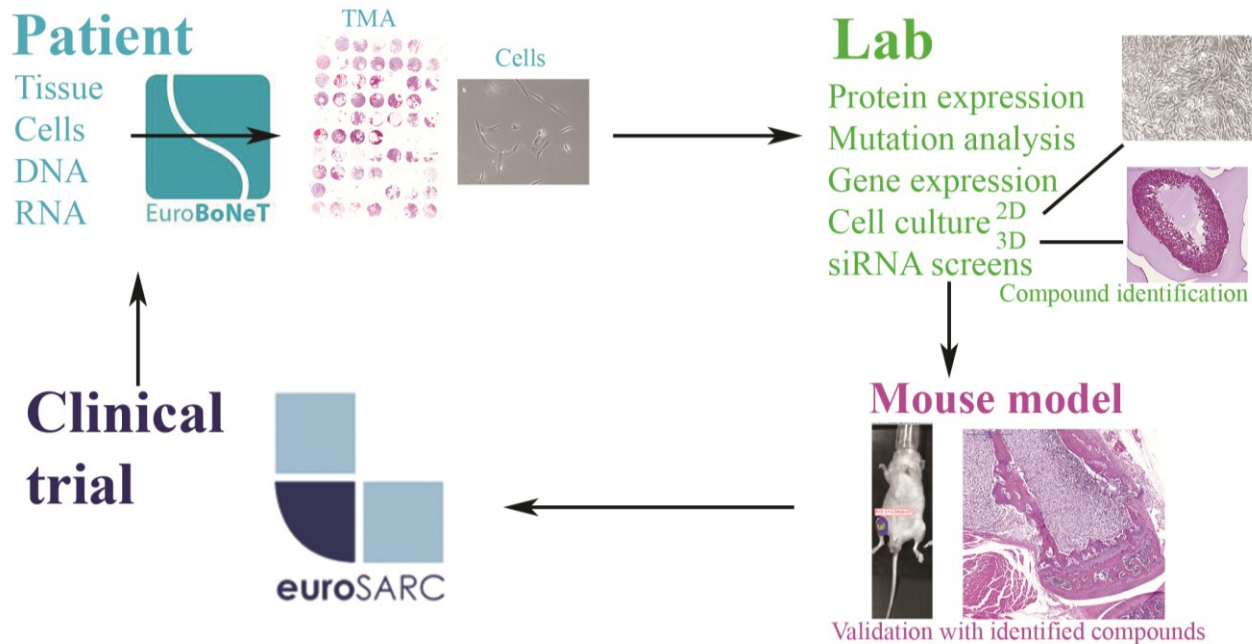 Patient
Tissue
Cells
DNA
RNA
EuroBoNeT
TMA
Cells
Lab
Protein expression
Mutation analysis
Gene expression
Cell culture 2D
3D
siRNA screens
Compound identification
Mouse model
Validation with identified compounds
Clinical
trial
euroSARC